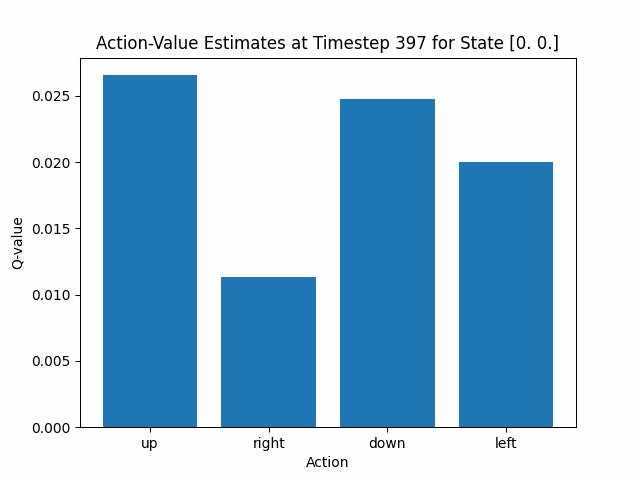 Action-Value Estimates at Timestep 397 for State [0. 0.]
Q-value
0.025
0.020
0.015
0.010
0.005
0.000
up right down left
Action